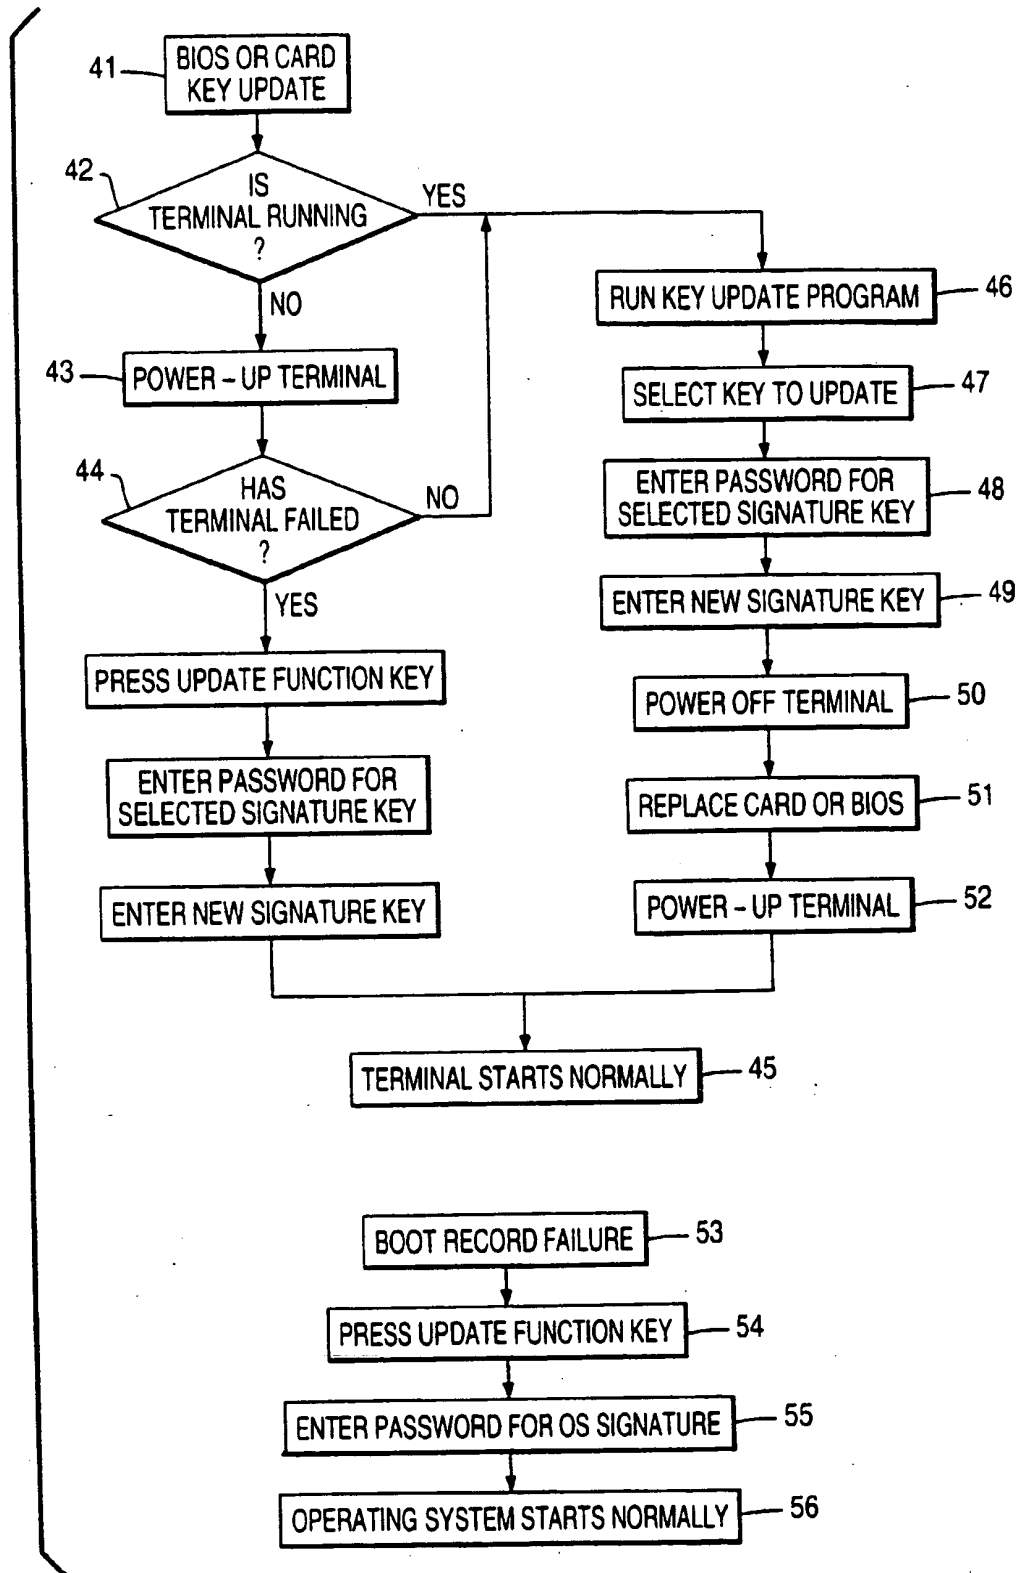 41
BIOS OR CARD
KEY UPDATE
42
IS
TERMINAL RUNNING
?
YES
NO
43
POWER – UP TERMINAL
44
HAS
TERMINAL FAILED
?
NO
YES
PRESS UPDATE FUNCTION KEY
ENTER PASSWORD FOR
SELECTED SIGNATURE KEY
ENTER NEW SIGNATURE KEY
RUN KEY UPDATE PROGRAM
46
SELECT KEY TO UPDATE
47
ENTER PASSWORD FOR
SELECTED SIGNATURE KEY
48
ENTER NEW SIGNATURE KEY
49
POWER OFF TERMINAL
50
REPLACE CARD OR BIOS
51
POWER – UP TERMINAL
52
TERMINAL STARTS NORMALLY
45
BOOT RECORD FAILURE
53
PRESS UPDATE FUNCTION KEY
54
ENTER PASSWORD FOR OS SIGNATURE
55
OPERATING SYSTEM STARTS NORMALLY
56